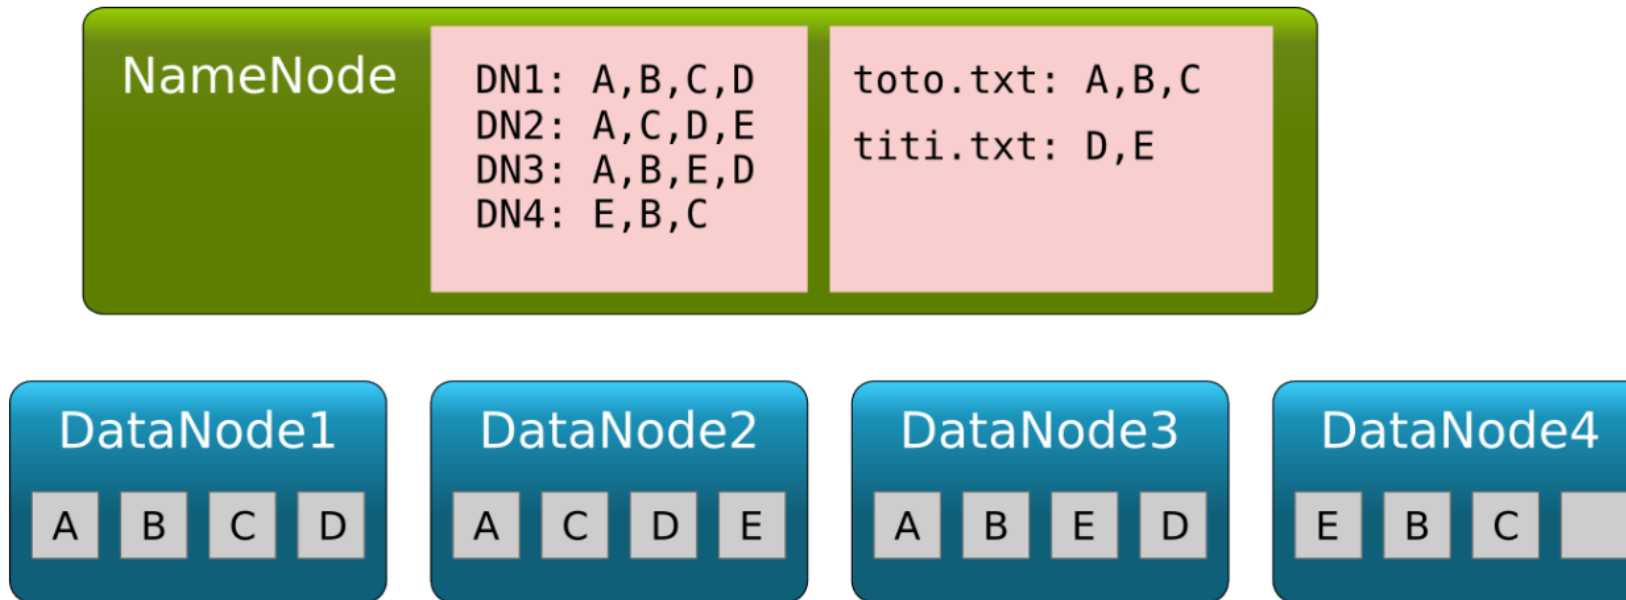 NameNode
DN1: A,B,C,D
DN2: A,C,D,E
DN3: A,B,E,D
DN4: E,B,C
toto.txt: A,B,C
titi.txt: D,E
DataNode1
A B C D
DataNode2
A C D E
DataNode3
A B E D
DataNode4
E B C